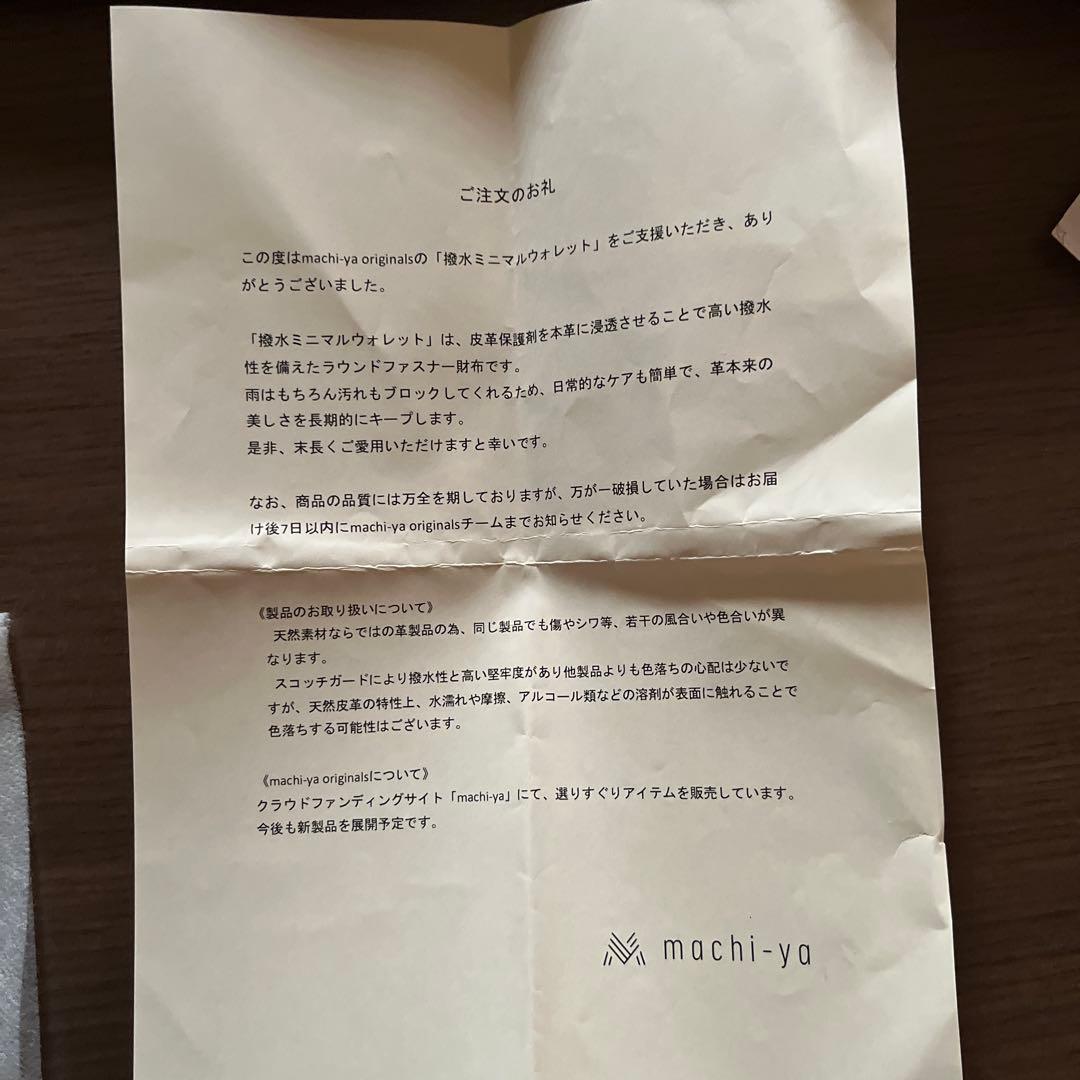 ご注文のお礼
この度はmachi-ya originalsの「撥水ミニマルウォレット」をご支援いただき、あり
がとうございました。
「撥水ミニマルウォレット」は、皮革保護剤を本革に浸透させることで高い撥水
性を備えたラウンドファスナー財布です。
雨はもちろん汚れもブロックしてくれるため、日常的なケアも簡単で、革本来の
美しさを長期的にキープします。
是非、末長くご愛用いただけますと幸いです。
なお、商品の品質には万全を期しておりますが、万が一破損していた場合はお届
け後7日以内にmachi-ya originalsチームまでお知らせください。
《製品のお取り扱いについて》
天然素材ならではの革製品の為、同じ製品でも傷やシワ等、若干の風合いや色合いが異
なります。
スコッチガードにより撥水性と高い堅牢度があり他製品よりも色落ちの心配は少ないで
すが、天然皮革の特性上、水濡れや摩擦、アルコール類などの溶剤が表面に触れることで
色落ちする可能性はございます。
《machi-ya originalsについて》
クラウドファンディングサイト「machi-ya」にて、選りすぐりアイテムを販売しています。
今後も新製品を展開予定です。
machi-ya